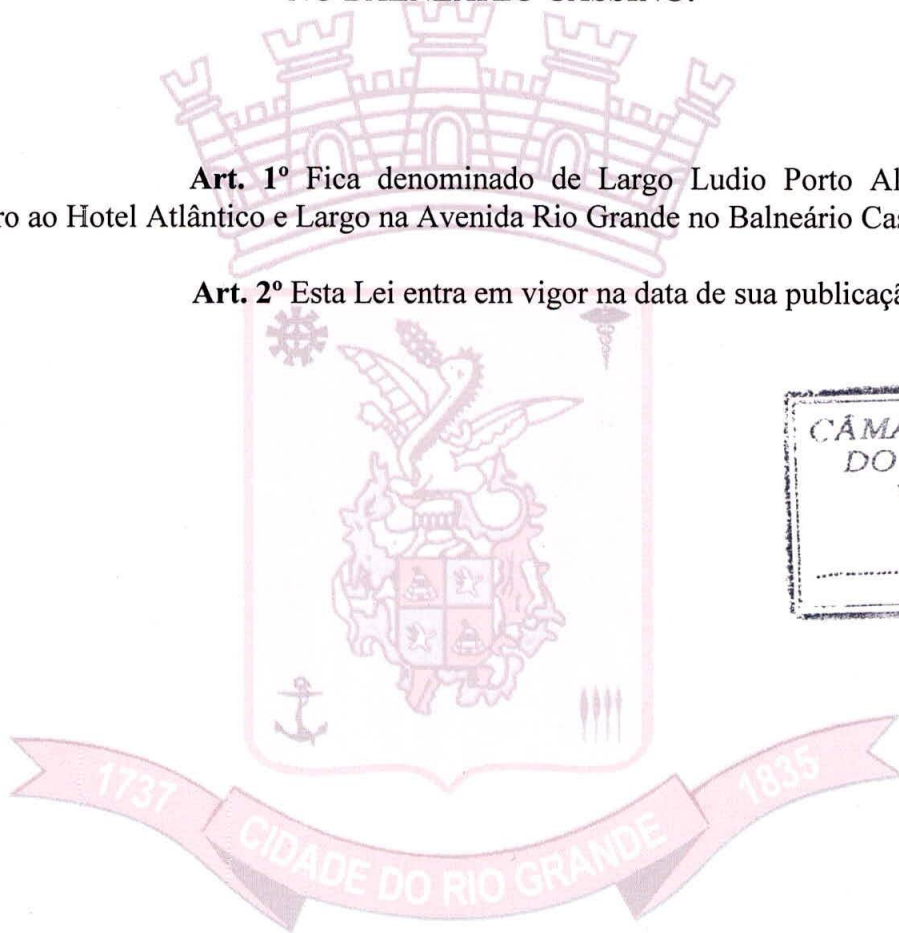 NO BALNEÁRIO CASSINO.
Art. 1º Fica denominado de Largo Ludio Porto Al
ro ao Hotel Atlântico e Largo na Avenida Rio Grande no Balneário Cas
Art. 2º Esta Lei entra em vigor na data de sua publicaçã
CÂMA
DO
1737
CIDADE DO RIO GRANDE
1835